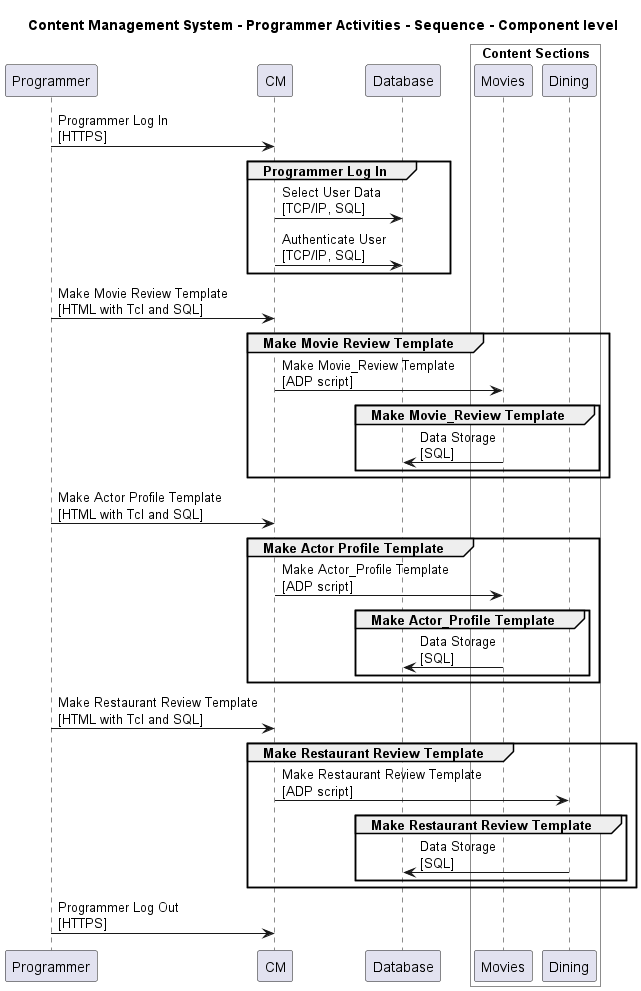 Content Management System - Programmer Activities - Sequence - Component level
Content Sections
Programmer CM Database Movies Dining
Programmer Log In
[HTTPS]
Programmer Log In
Select User Data
[TCP/IP, SQL]
Authenticate User
[TCP/IP, SQL]
Make Movie Review Template
[HTML with Tcl and SQL]
Make Movie Review Template
Make Movie_Review Template
[ADP script]
Make Movie_Review Template
Data Storage
[SQL]
Make Actor Profile Template
[HTML with Tcl and SQL]
Make Actor Profile Template
Make Actor_Profile Template
[ADP script]
Make Actor_Profile Template
Data Storage
[SQL]
Make Restaurant Review Template
[HTML with Tcl and SQL]
Make Restaurant Review Template
Make Restaurant Review Template
[ADP script]
Make Restaurant Review Template
Data Storage
[SQL]
Programmer Log Out
[HTTPS]
Programmer CM Database Movies Dining